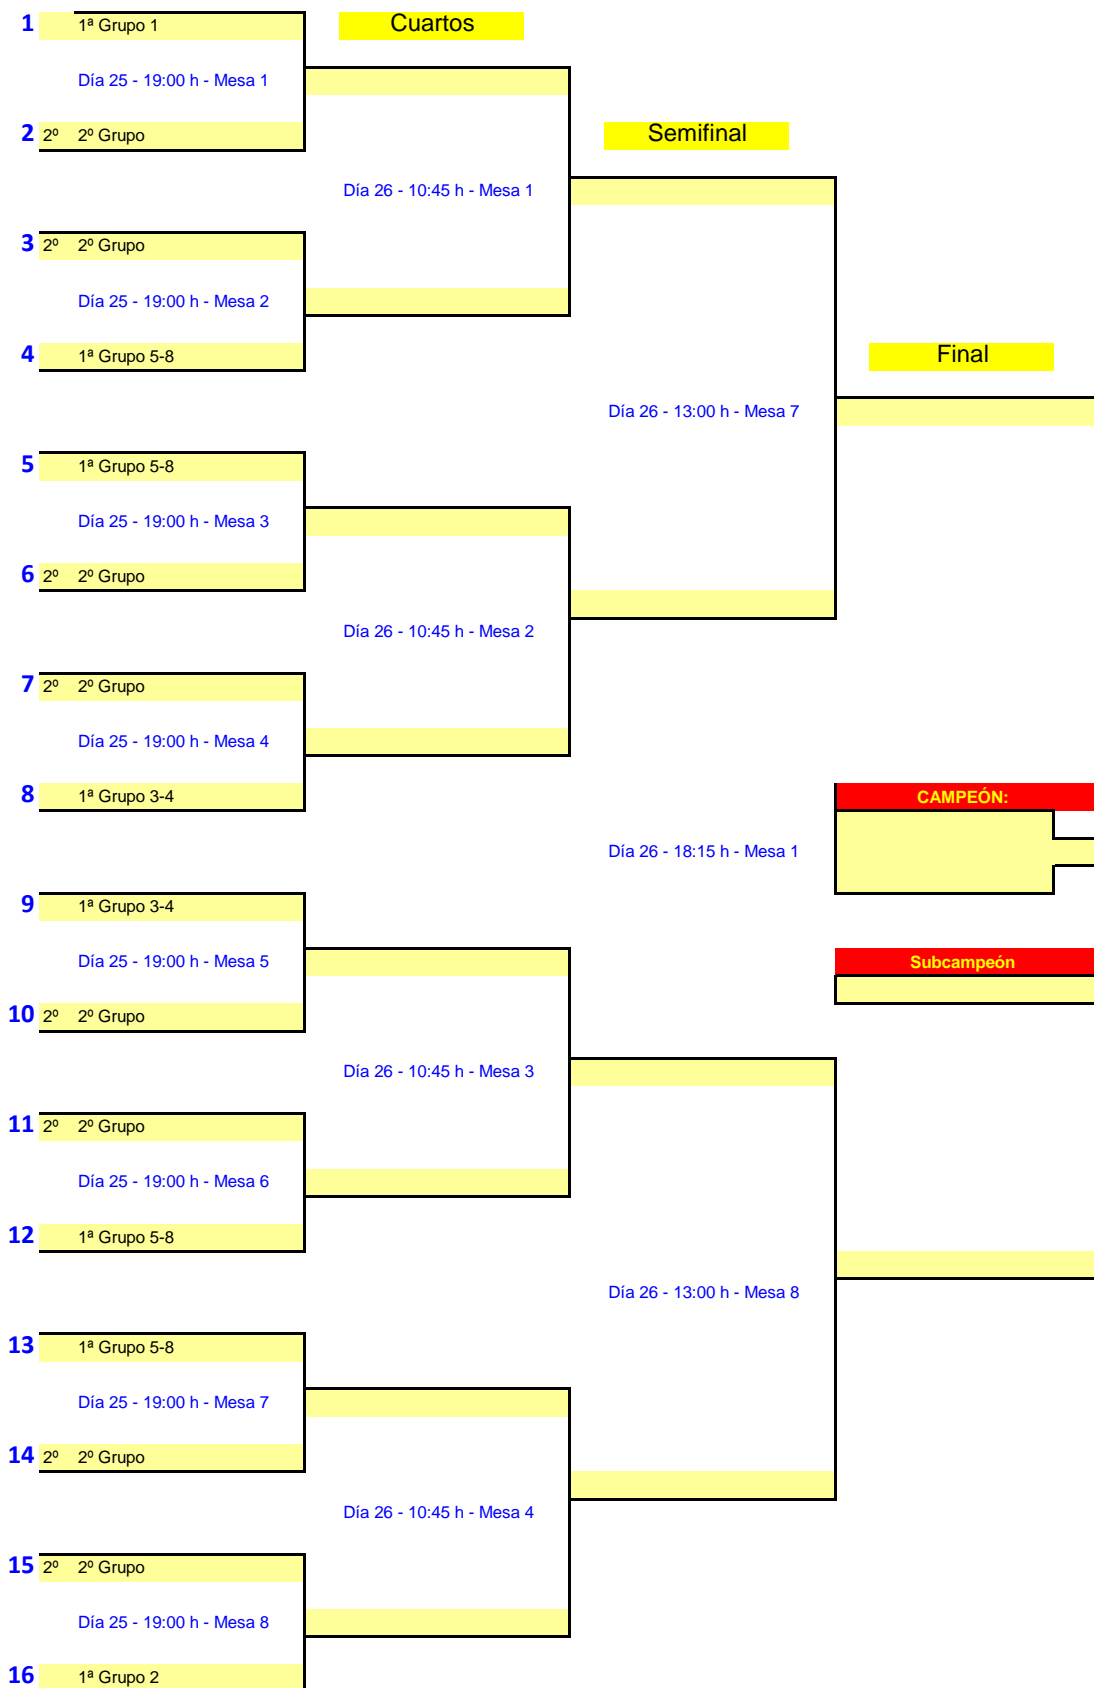 1 1ª Grupo 1
Cuartos
Día 25 - 19:00 h - Mesa 1
2 2º 2º Grupo
Semifinal
Día 26 - 10:45 h - Mesa 1
3 2º 2º Grupo
Día 25 - 19:00 h - Mesa 2
4 1ª Grupo 5-8
Final
Día 26 - 13:00 h - Mesa 7
5 1ª Grupo 5-8
Día 25 - 19:00 h - Mesa 3
6 2º 2º Grupo
Día 26 - 10:45 h - Mesa 2
7 2º 2º Grupo
Día 25 - 19:00 h - Mesa 4
8 1ª Grupo 3-4
CAMPEÓN:
Día 26 - 18:15 h - Mesa 1
9 1ª Grupo 3-4
Día 25 - 19:00 h - Mesa 5
Subcampeón
10 2º 2º Grupo
Día 26 - 10:45 h - Mesa 3
11 2º 2º Grupo
Día 25 - 19:00 h - Mesa 6
12 1ª Grupo 5-8
Día 26 - 13:00 h - Mesa 8
13 1ª Grupo 5-8
Día 25 - 19:00 h - Mesa 7
14 2º 2º Grupo
Día 26 - 10:45 h - Mesa 4
15 2º 2º Grupo
Día 25 - 19:00 h - Mesa 8
16 1ª Grupo 2